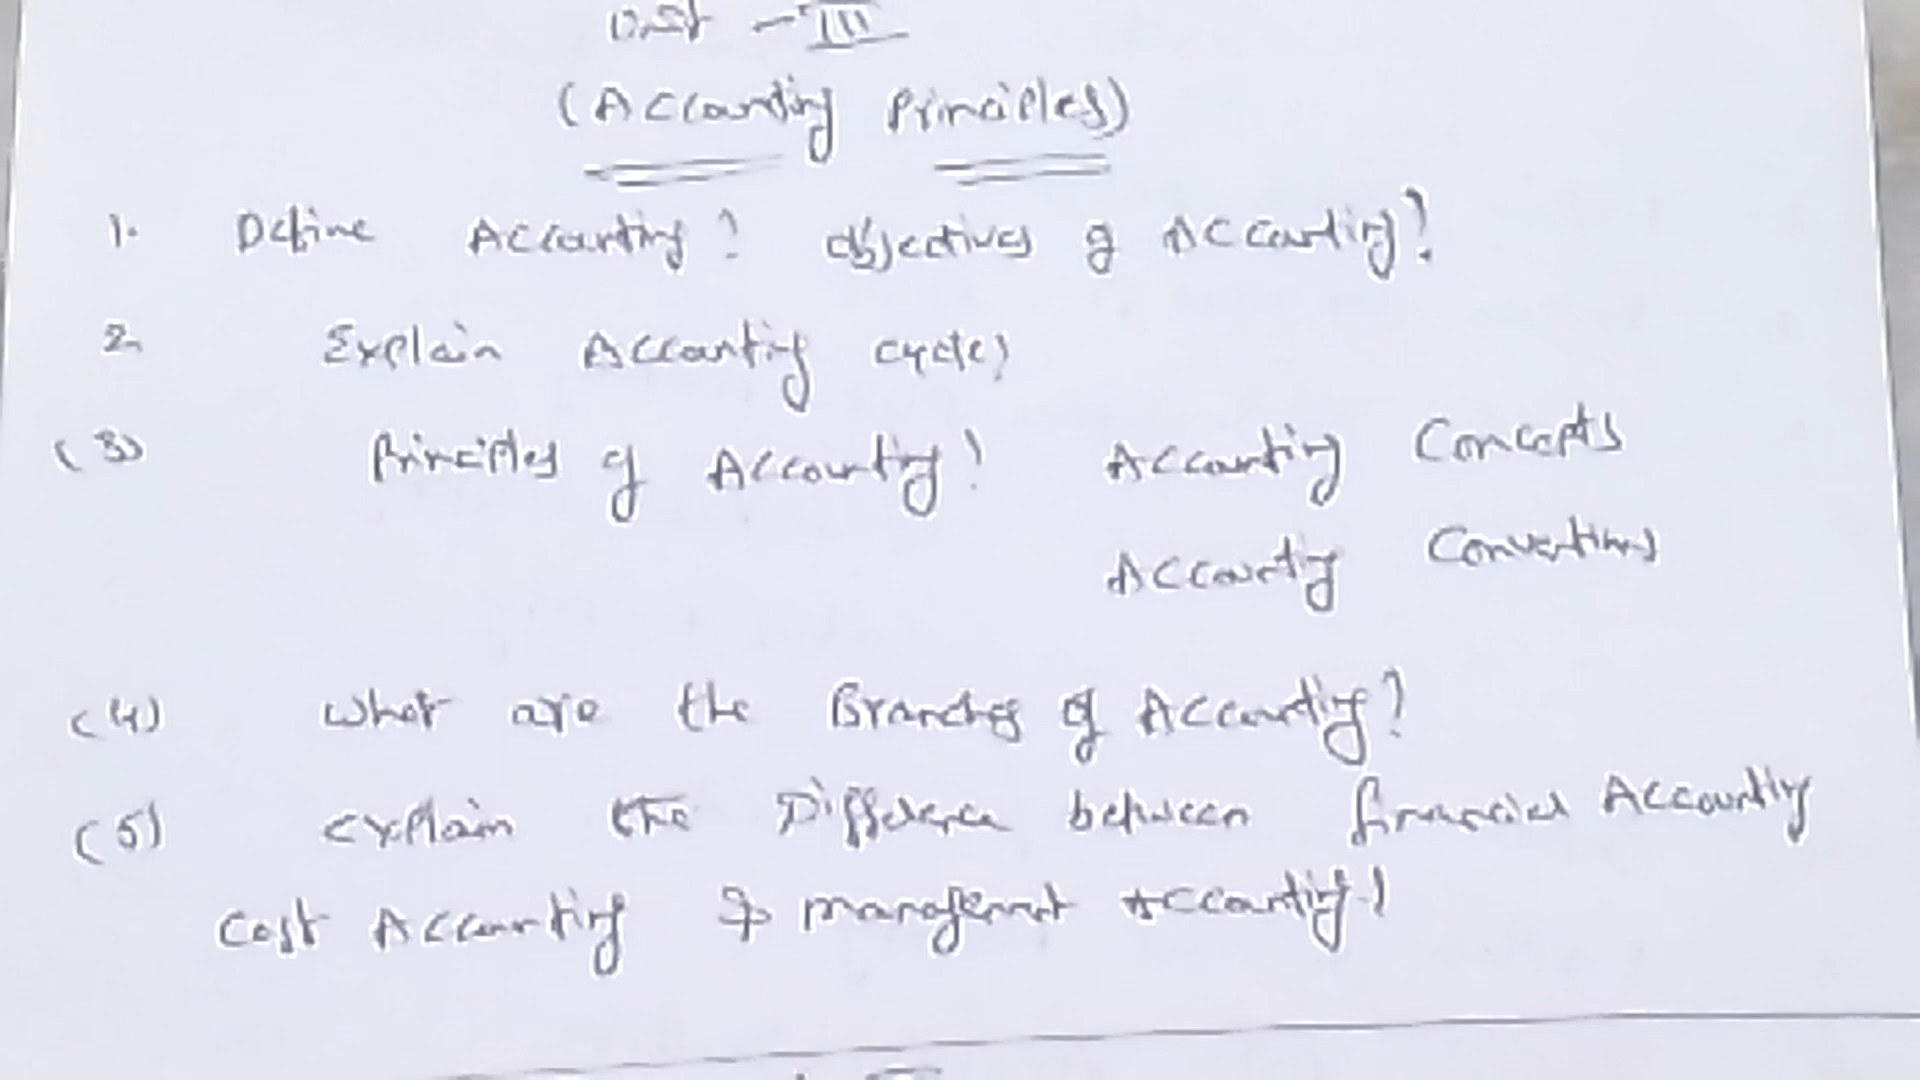 Unit - III
(Accounting Principles)
1. Define Accounting? Objectives of Accounting?
2. Explain Accounting cycle?
(3) Principles of Accounting? Accounting Concepts
Accounting Conventions
(4) What are the Branches of Accounting?
(5) explain the Difference between financial Accounting
Cost Accounting & management Accounting?